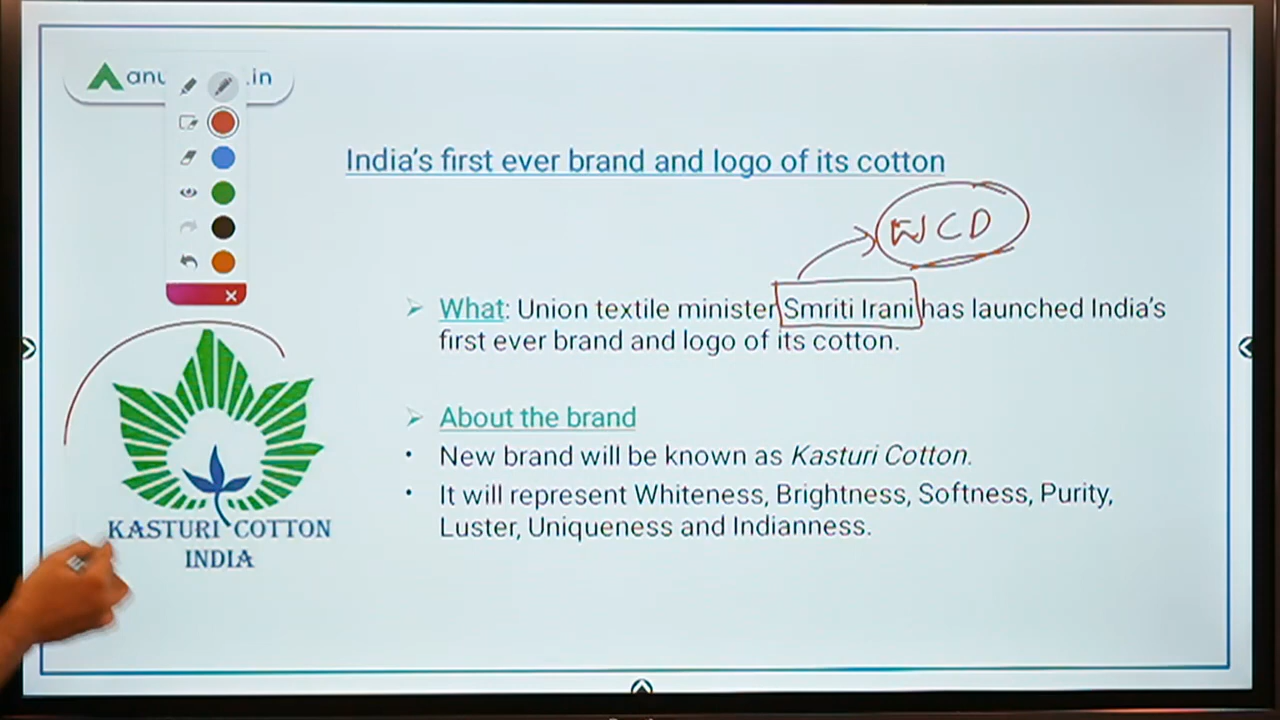 anu .in
India's first ever brand and logo of its cotton
WCD
What: Union textile minister Smriti Irani has launched India's
first ever brand and logo of its cotton.
About the brand
• New brand will be known as Kasturi Cotton.
• It will represent Whiteness, Brightness, Softness, Purity,
Luster, Uniqueness and Indianness.
KASTURI COTTON
INDIA